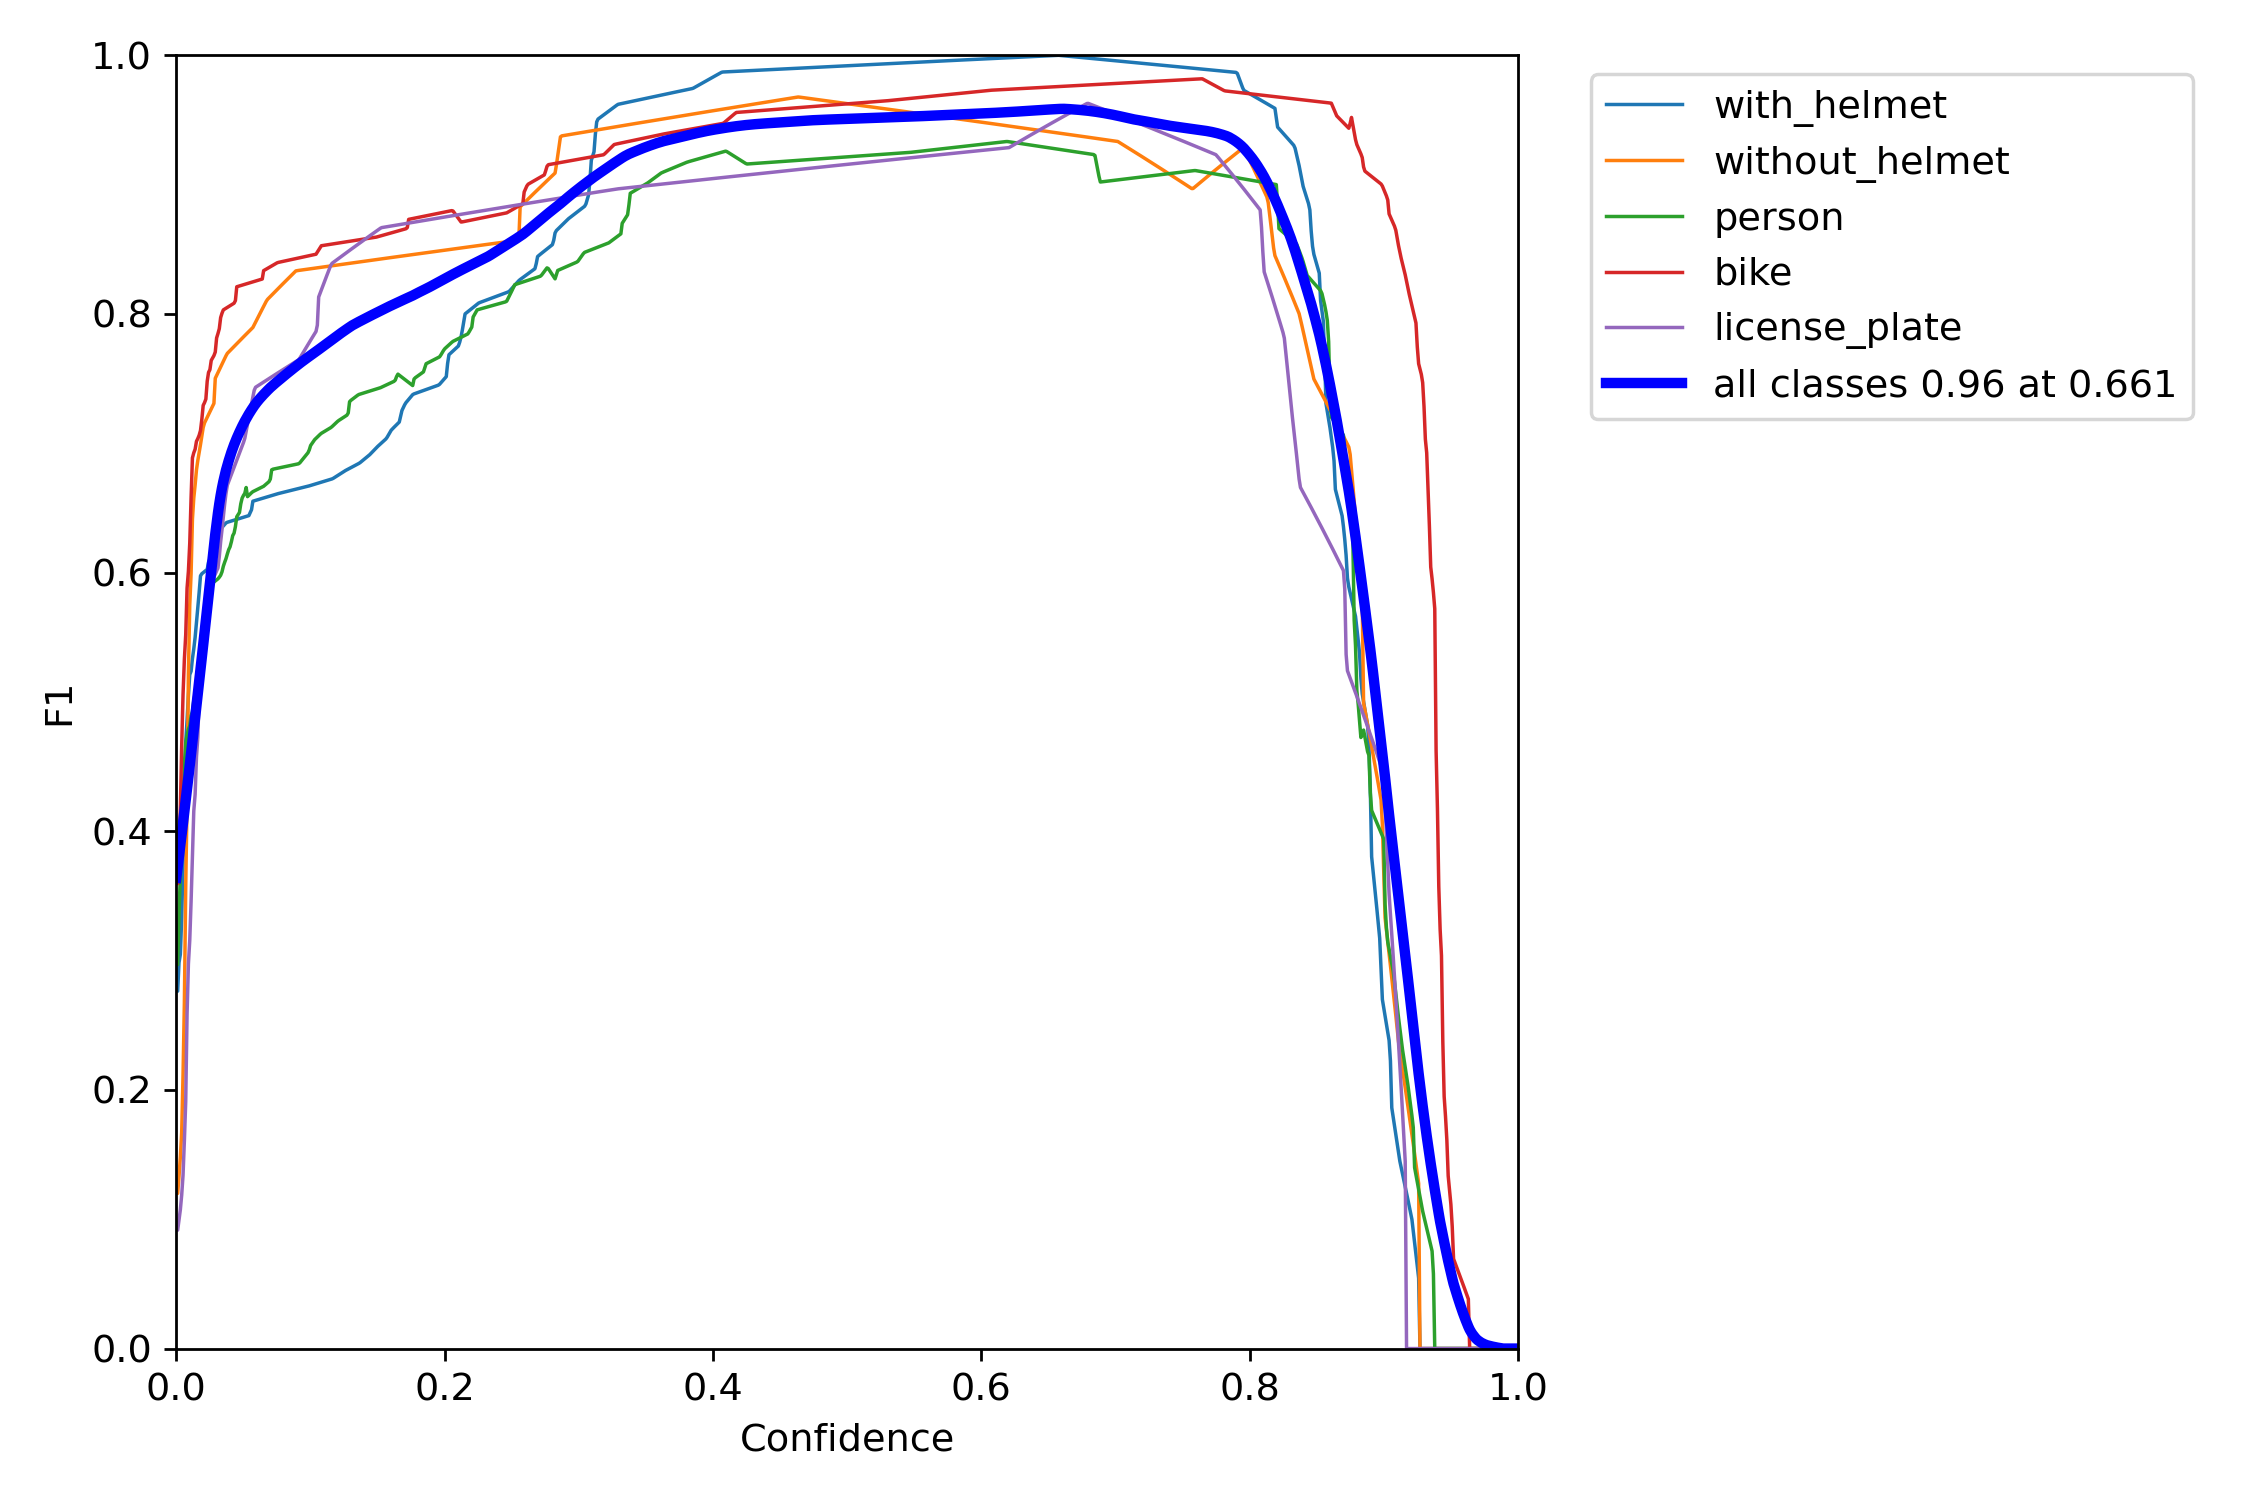 1.0
0.8
0.6
0.4
0.2
0.0
F1
0.0 0.2 0.4 0.6 0.8 1.0
Confidence
with_helmet
without_helmet
person
bike
license_plate
all classes 0.96 at 0.661